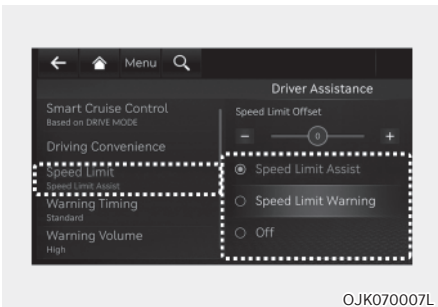 Menu
Driver Assistance
Smart Cruise Control
Based on DRIVE MODE
Driving Convenience
Speed Limit
Speed Limit Assist
Warning Timing
Standard
Warning Volume
High
Speed Limit Offset
− 0 +
Speed Limit Assist
Speed Limit Warning
Off
OJK070007L